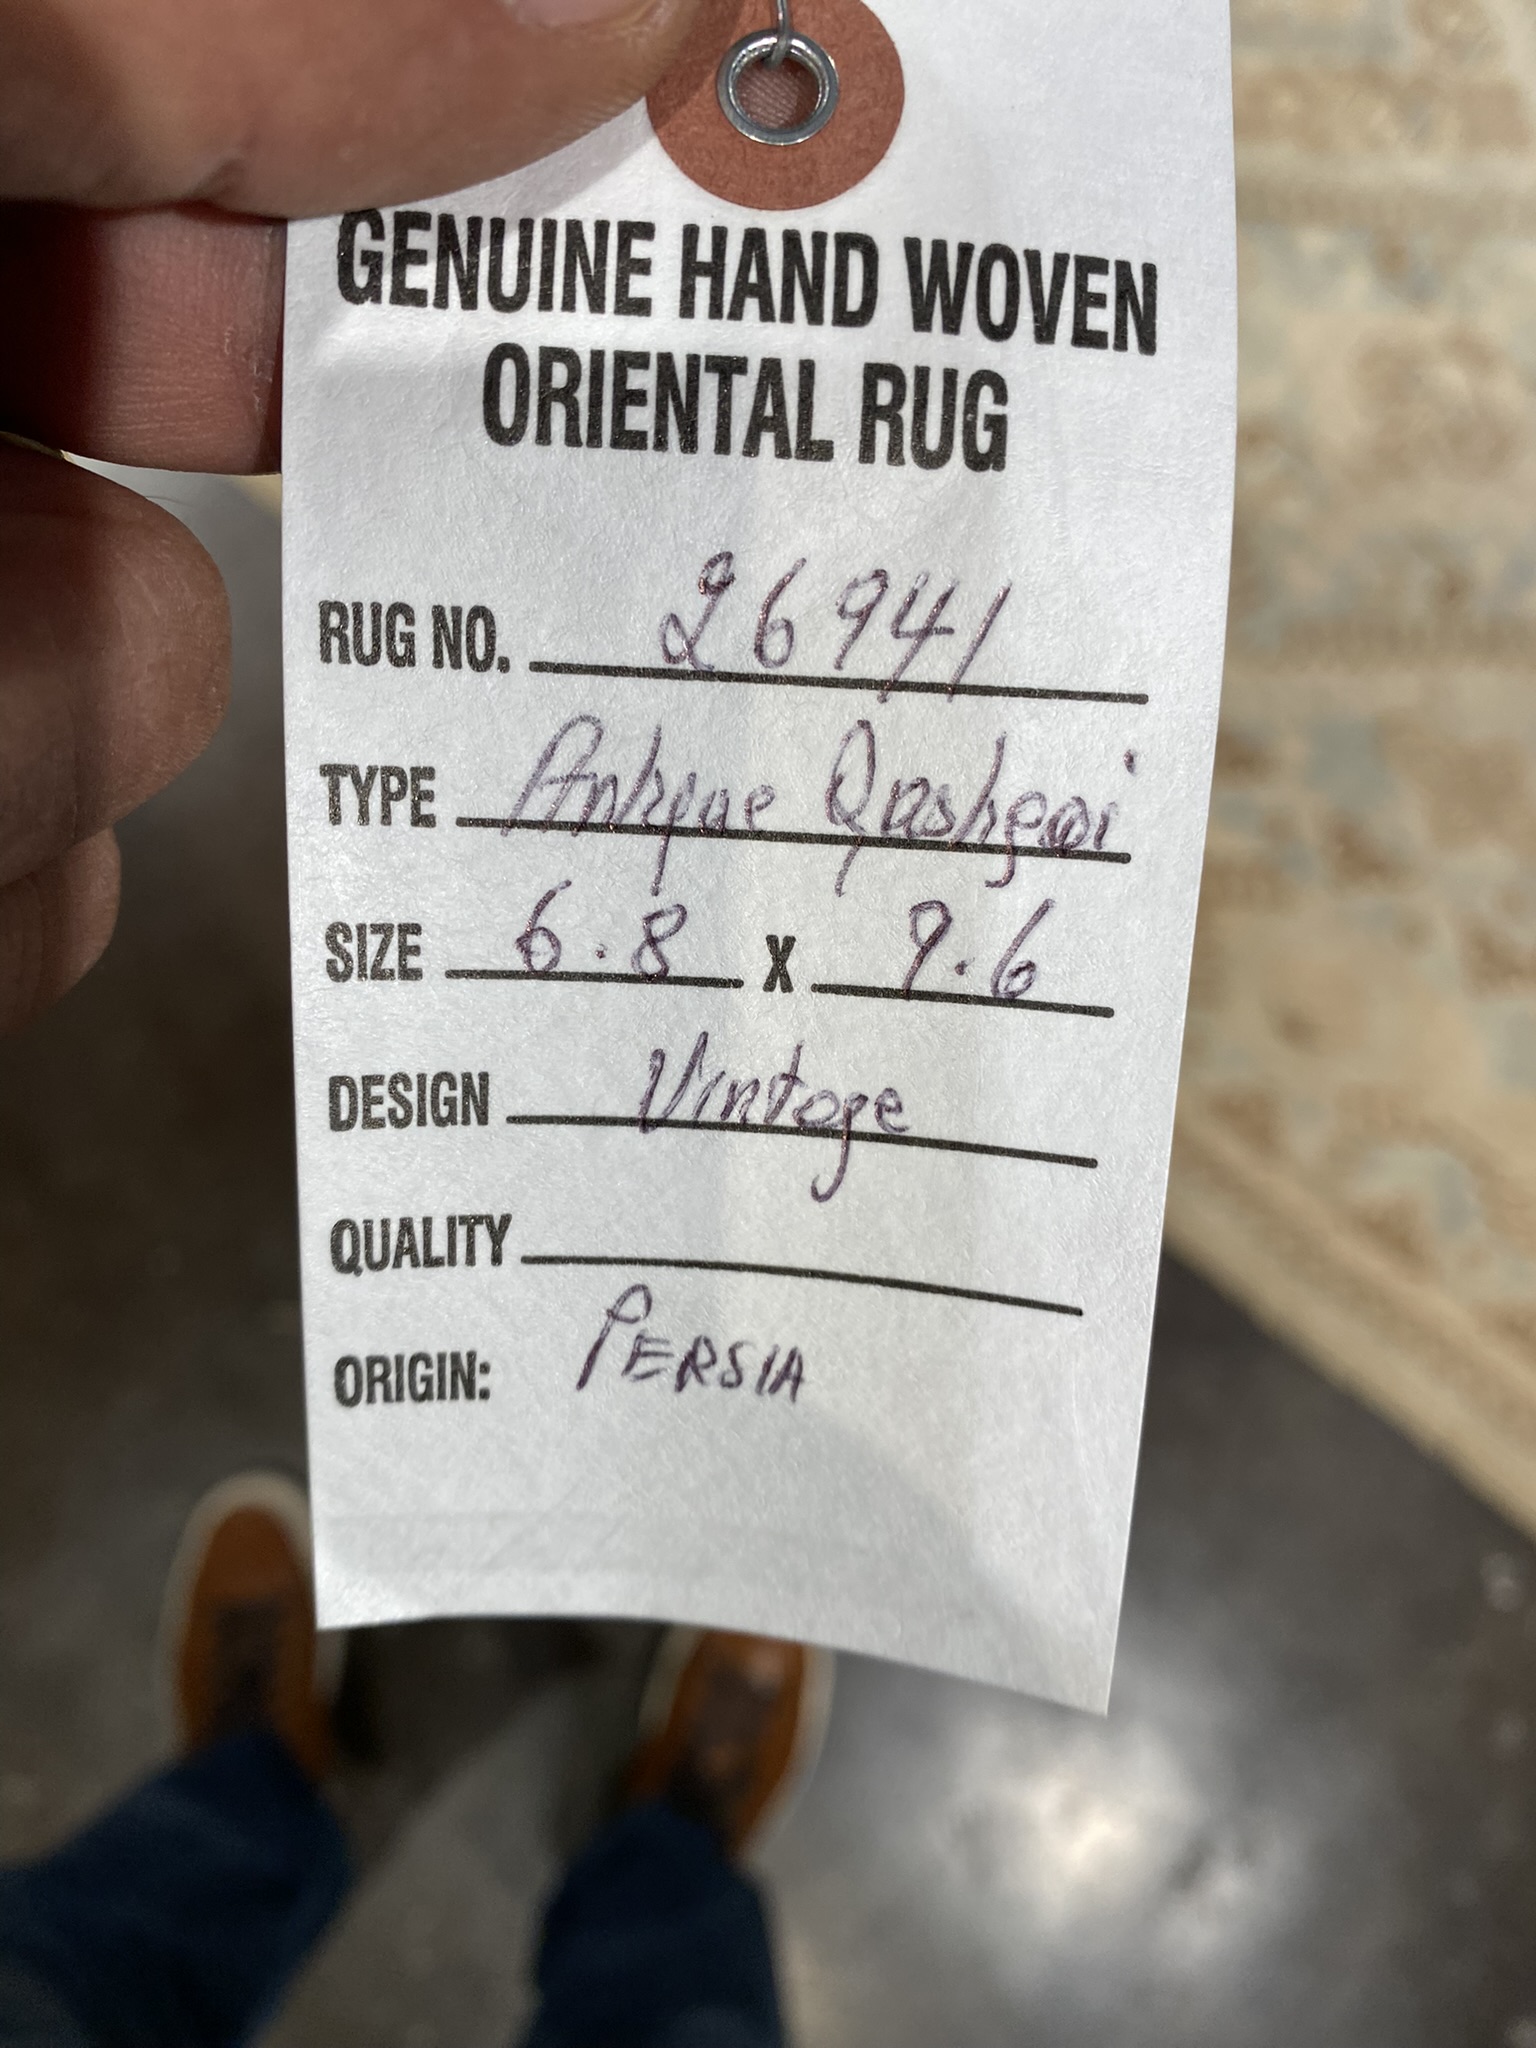 GENUINE HAND WOVEN
ORIENTAL RUG
RUG NO. 26941
TYPE Antique Qashgai
SIZE 6.8 X 9.6
DESIGN Vintage
QUALITY
ORIGIN: PERSIA